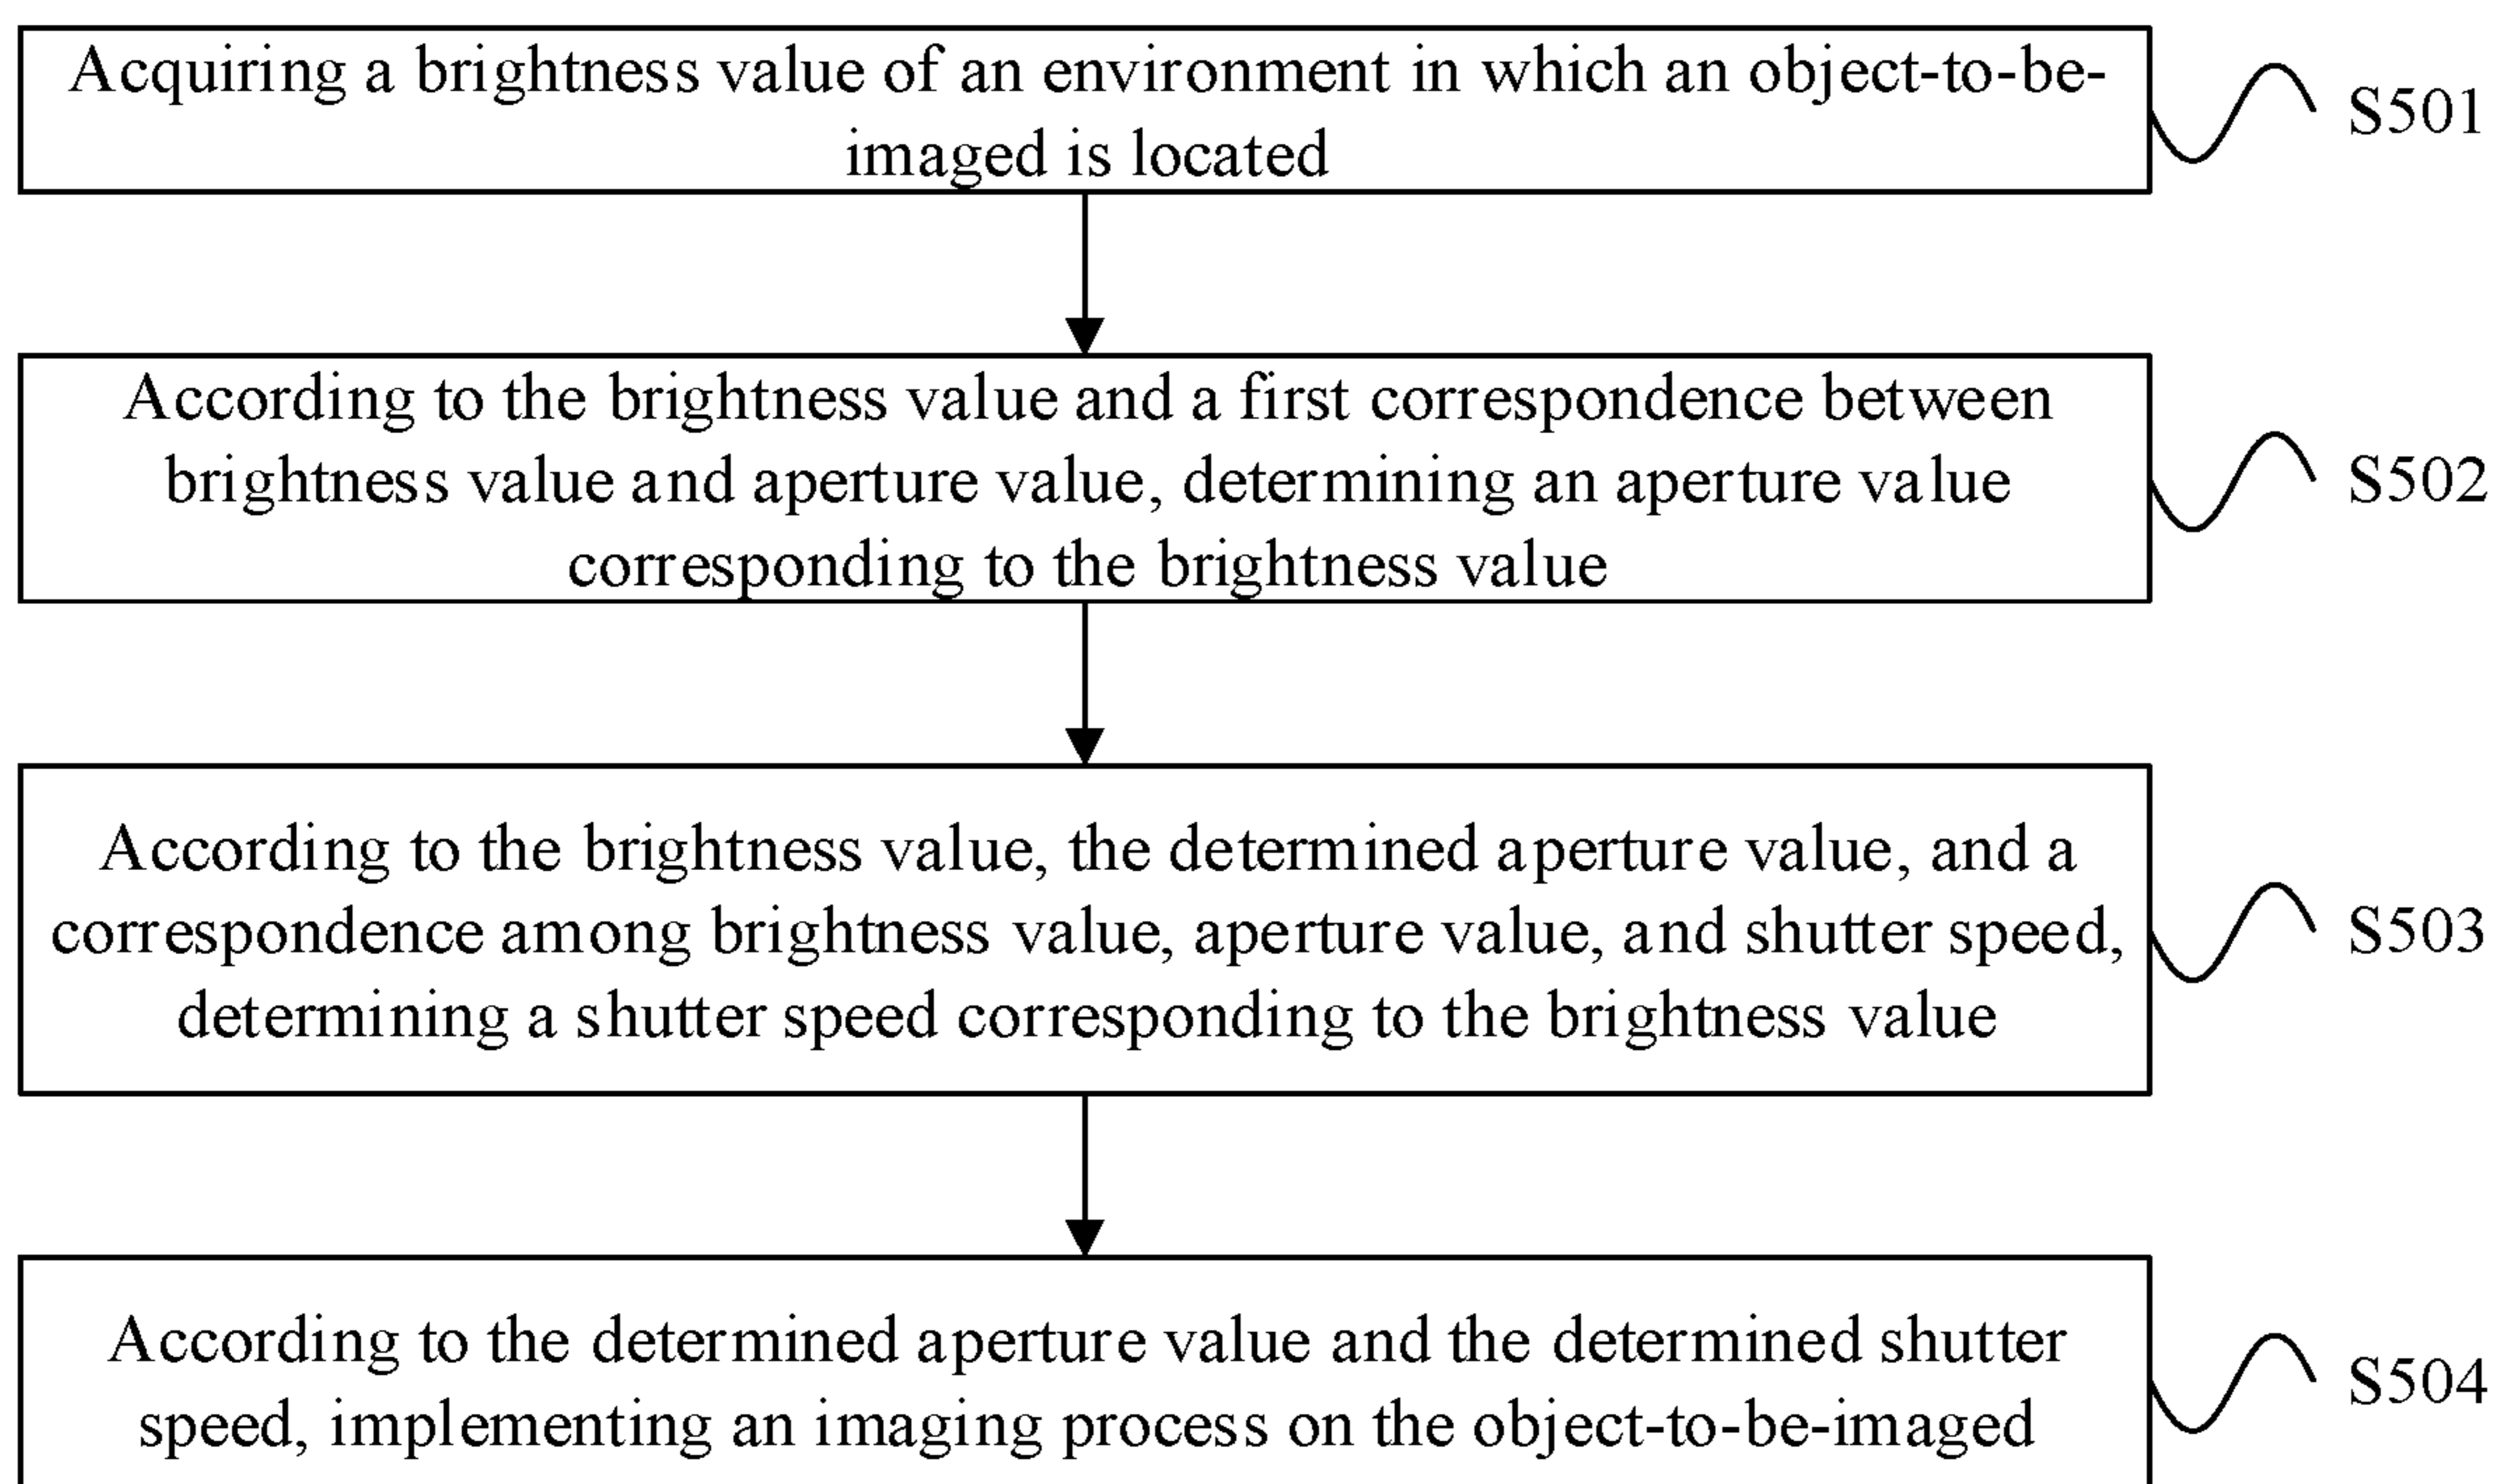 Acquiring a brightness value of an environment in which an object-to-be-
imaged is located
S501
According to the brightness value and a first correspondence between
brightness value and aperture value, determining an aperture value
corresponding to the brightness value
S502
According to the brightness value, the determined aperture value, and a
correspondence among brightness value, aperture value, and shutter speed,
determining a shutter speed corresponding to the brightness value
S503
According to the determined aperture value and the determined shutter
speed, implementing an imaging process on the object-to-be-imaged
S504